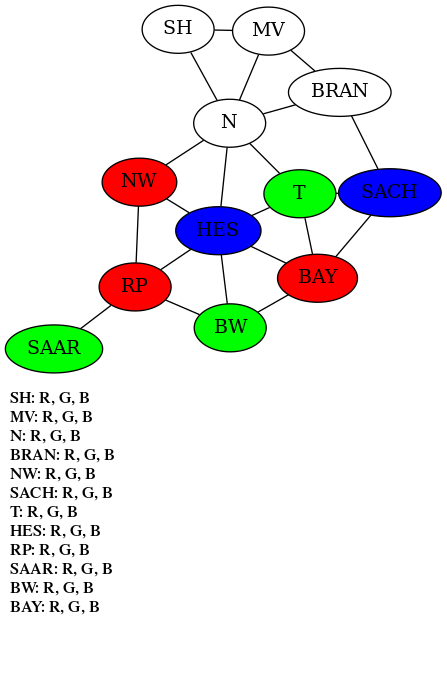 SH
MV
BRAN
N
NW
T
SACH
HES
BAY
RP
BW
SAAR
SH: R, G, B
MV: R, G, B
N: R, G, B
BRAN: R, G, B
NW: R, G, B
SACH: R, G, B
T: R, G, B
HES: R, G, B
RP: R, G, B
SAAR: R, G, B
BW: R, G, B
BAY: R, G, B